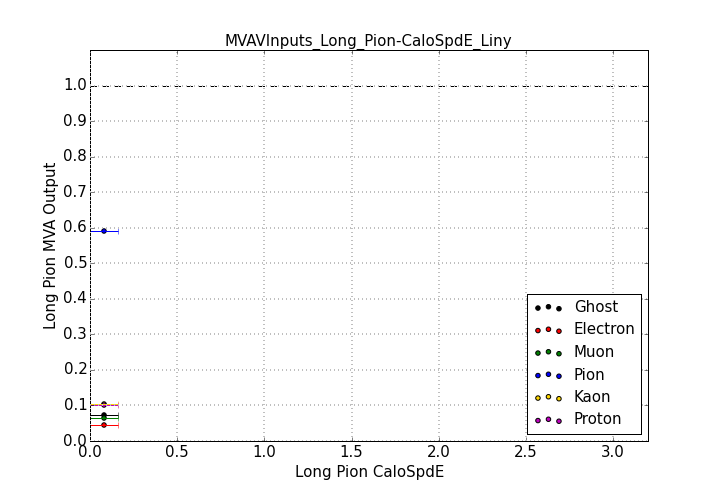 MVAVInputs_Long_Pion-CaloSpdE_Liny
Long Pion MVA Output
1.0
0.9
0.8
0.7
0.6
0.5
0.4
0.3
0.2
0.1
0.0
0.0 0.5 1.0 1.5 2.0 2.5 3.0
Long Pion CaloSpdE
Ghost
Electron
Muon
Pion
Kaon
Proton